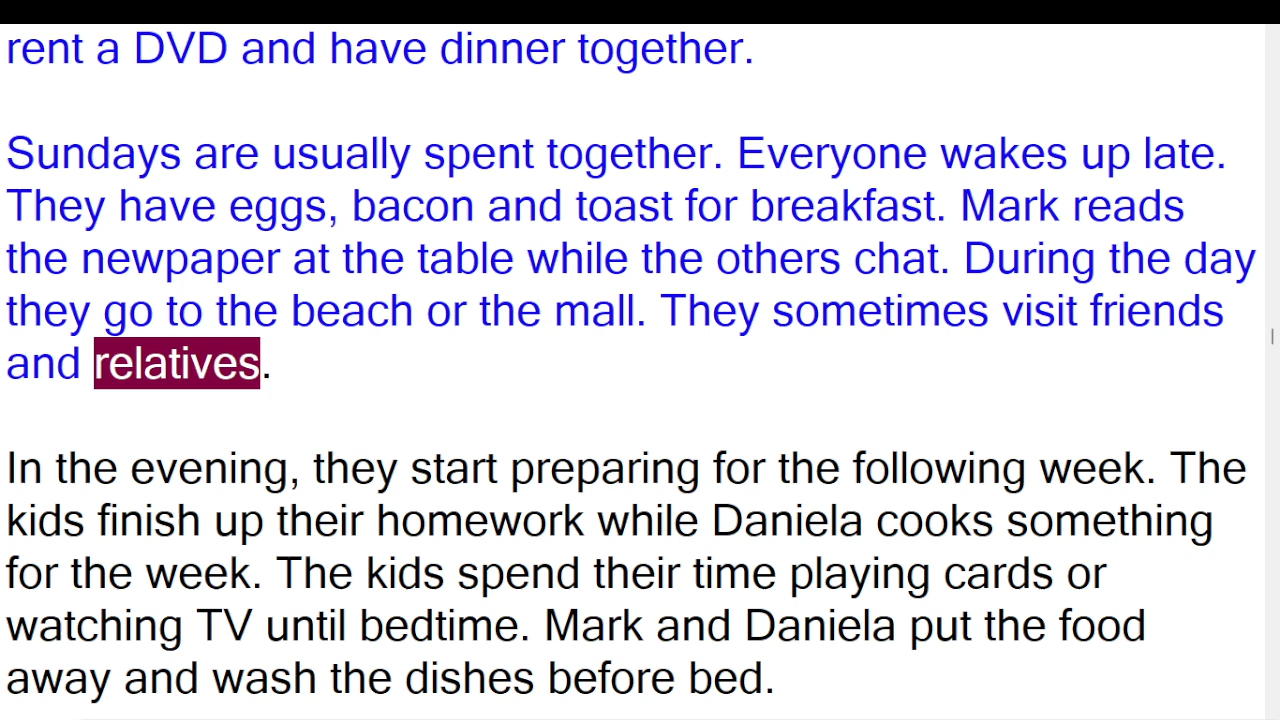 rent a DVD and have dinner together.
Sundays are usually spent together. Everyone wakes up late.
They have eggs, bacon and toast for breakfast. Mark reads
the newpaper at the table while the others chat. During the day
they go to the beach or the mall. They sometimes visit friends
and relatives.
In the evening, they start preparing for the following week. The
kids finish up their homework while Daniela cooks something
for the week. The kids spend their time playing cards or
watching TV until bedtime. Mark and Daniela put the food
away and wash the dishes before bed.